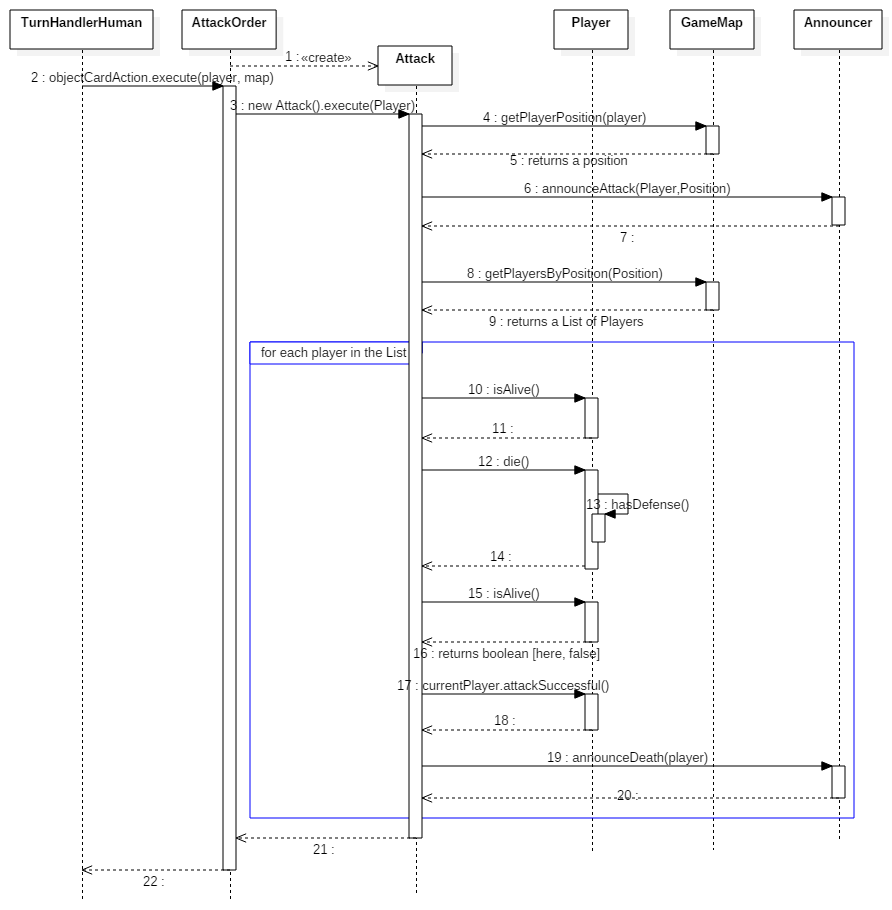 TurnHandlerHuman
AttackOrder
Attack
Player
GameMap
Announcer
1 : «create»
2 : objectCardAction.execute(player, map)
3 : new Attack().execute(Player)
4 : getPlayerPosition(player)
5 : returns a position
6 : announceAttack(Player,Position)
7 :
8 : getPlayersByPosition(Position)
9 : returns a List of Players
for each player in the List
10 : isAlive()
11 :
12 : die()
13 : hasDefense()
14 :
15 : isAlive()
16 : returns boolean [here, false]
17 : currentPlayer.attackSuccessful()
18 :
19 : announceDeath(player)
20 :
21 :
22 :